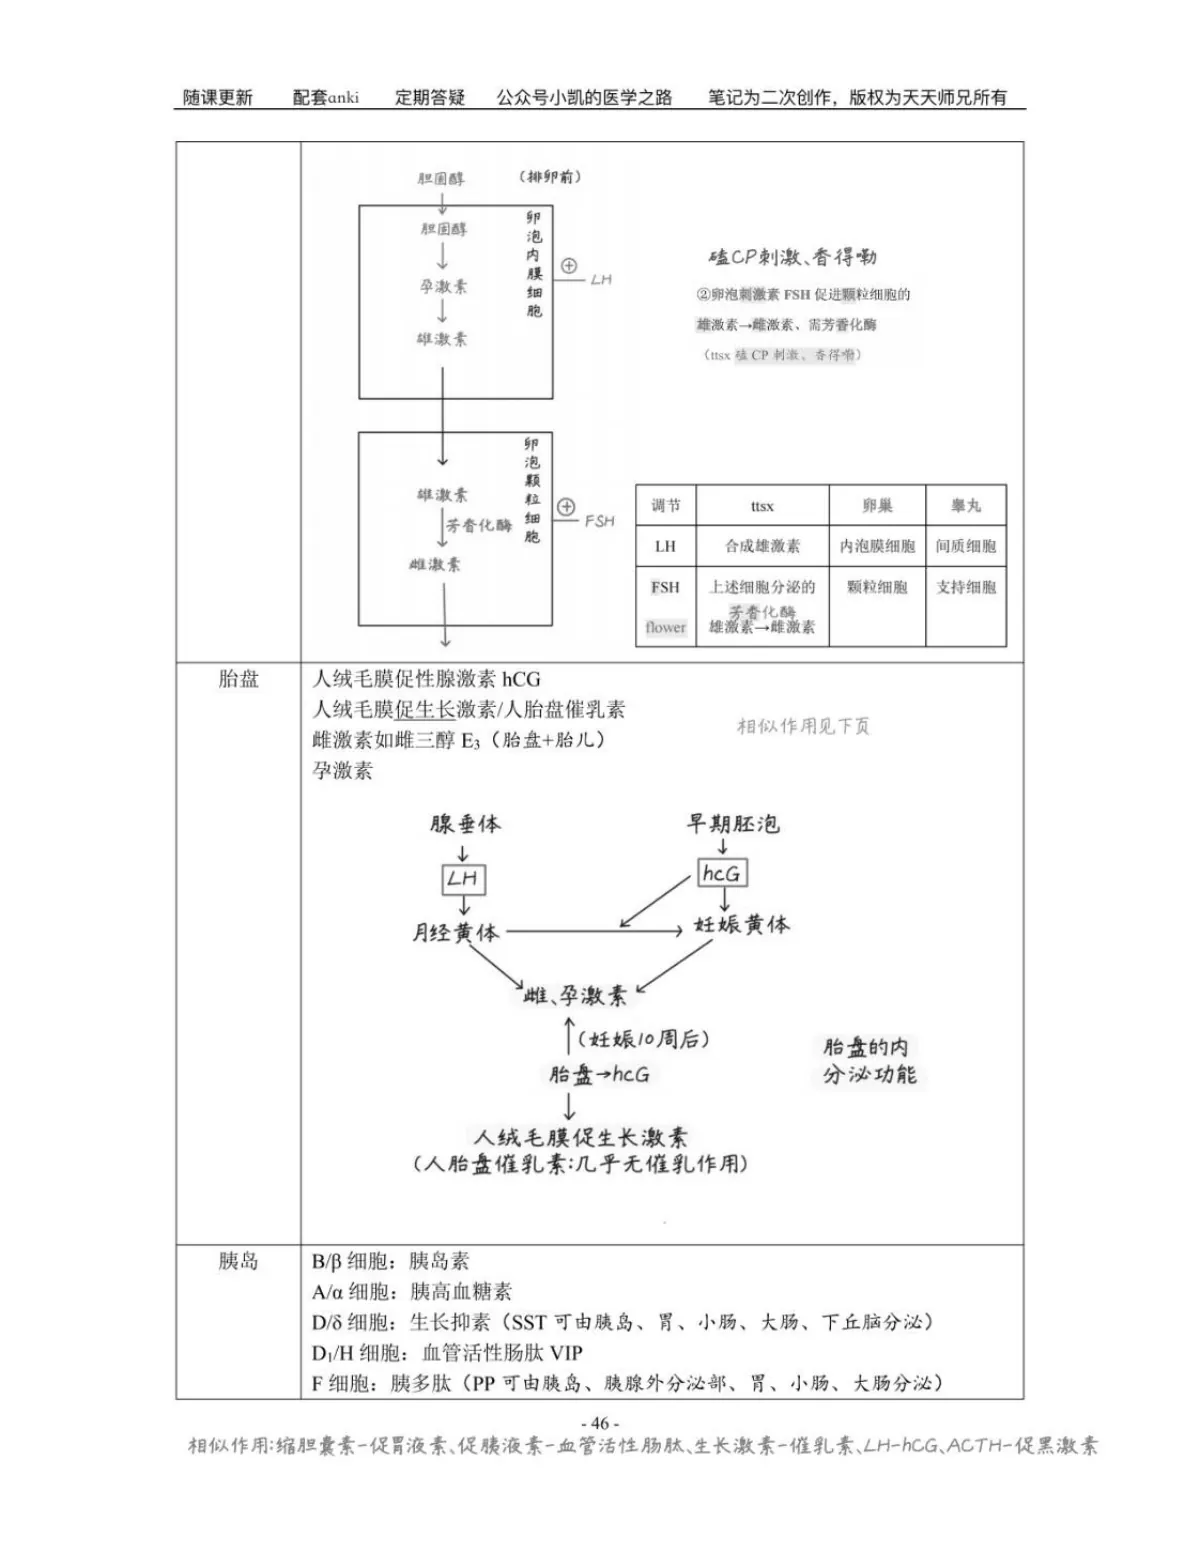 随课更新 配套anki 定期答疑 公众号小凯的医学之路 笔记为二次创作，版权为天天师兄所有
胆固醇 （排卵前）
胆固醇
孕激素
雄激素
卵泡内膜细胞
⊕
LH
磕CP刺激、香得嘞
②卵泡刺激素 FSH 促进颗粒细胞的
雄激素→雌激素、需芳香化酶
（ttsx 磕 CP 刺激、香得嘞）
雄激素
芳香化酶
雌激素
卵泡颗粒细胞
⊕
FSH
调节 ttsx 卵巢 睾丸
LH 合成雄激素 内泡膜细胞 间质细胞
FSH 上述细胞分泌的 颗粒细胞 支持细胞
芳香化酶
flower 雄激素→雌激素
胎盘 人绒毛膜促性腺激素 hCG
人绒毛膜促生长激素/人胎盘催乳素
相似作用见下页
雌激素如雌三醇 E₃（胎盘+胎儿）
孕激素
腺垂体 早期胚泡
LH hCG
月经黄体 妊娠黄体
雌、孕激素
(妊娠10周后)
胎盘→hCG
胎盘的内
分泌功能
人绒毛膜促生长激素
(人胎盘催乳素:几乎无催乳作用)
胰岛 B/β 细胞：胰岛素
A/α 细胞：胰高血糖素
D/δ 细胞：生长抑素（SST 可由胰岛、胃、小肠、大肠、下丘脑分泌）
D₁/H 细胞：血管活性肠肽 VIP
F 细胞：胰多肽（PP 可由胰岛、胰腺外分泌部、胃、小肠、大肠分泌）
- 46 -
相似作用:缩胆囊素-促胃液素、促胰液素-血管活性肠肽、生长激素-催乳素、LH-hCG、ACTH-促黑激素